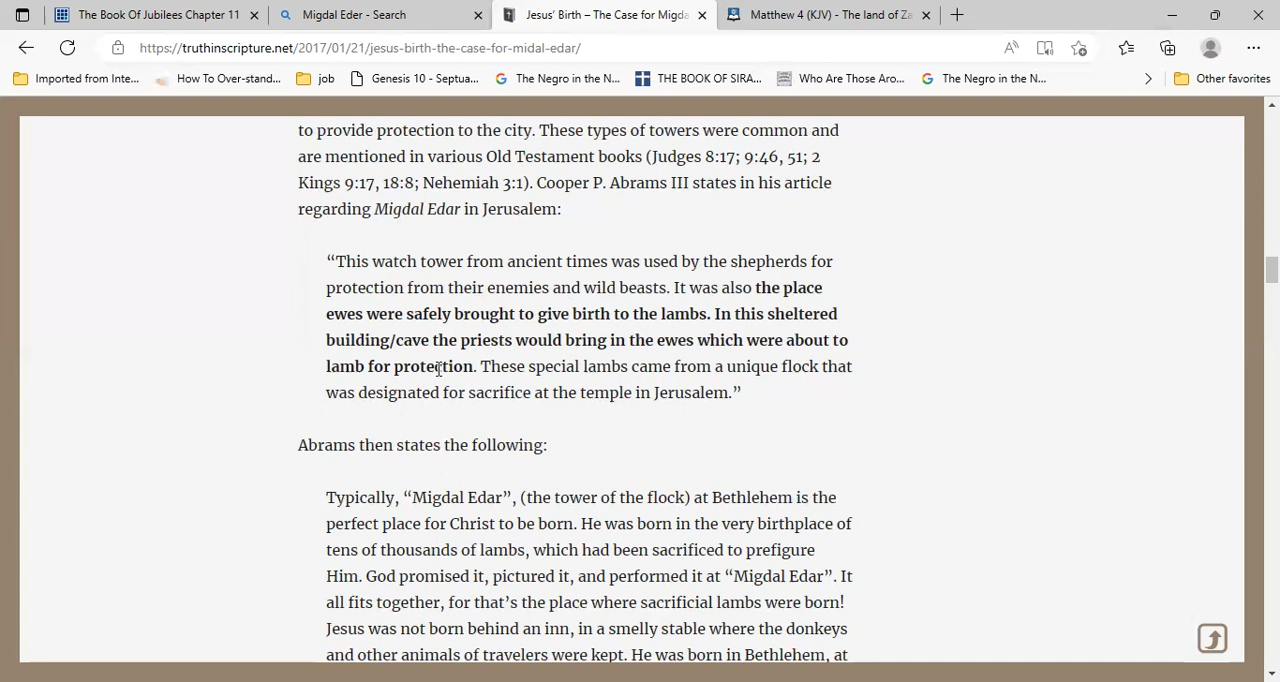 The Book Of Jubilees Chapter 11
Migdal Eder - Search
Jesus' Birth – The Case for Migda
Matthew 4 (KJV) - The land of Za
https://truthinscripture.net/2017/01/21/jesus-birth-the-case-for-midal-edar/
Imported from Inte...
How To Over-stand...
job
Genesis 10 - Septua...
The Negro in the N...
THE BOOK OF SIRA...
Who Are Those Aro...
The Negro in the N...
Other favorites
to provide protection to the city. These types of towers were common and
are mentioned in various Old Testament books (Judges 8:17; 9:46, 51; 2
Kings 9:17, 18:8; Nehemiah 3:1). Cooper P. Abrams III states in his article
regarding Migdal Edar in Jerusalem:
“This watch tower from ancient times was used by the shepherds for
protection from their enemies and wild beasts. It was also the place
ewes were safely brought to give birth to the lambs. In this sheltered
building/cave the priests would bring in the ewes which were about to
lamb for protection. These special lambs came from a unique flock that
was designated for sacrifice at the temple in Jerusalem.”
Abrams then states the following:
Typically, “Migdal Edar”, (the tower of the flock) at Bethlehem is the
perfect place for Christ to be born. He was born in the very birthplace of
tens of thousands of lambs, which had been sacrificed to prefigure
Him. God promised it, pictured it, and performed it at “Migdal Edar”. It
all fits together, for that’s the place where sacrificial lambs were born!
Jesus was not born behind an inn, in a smelly stable where the donkeys
and other animals of travelers were kept. He was born in Bethlehem, at